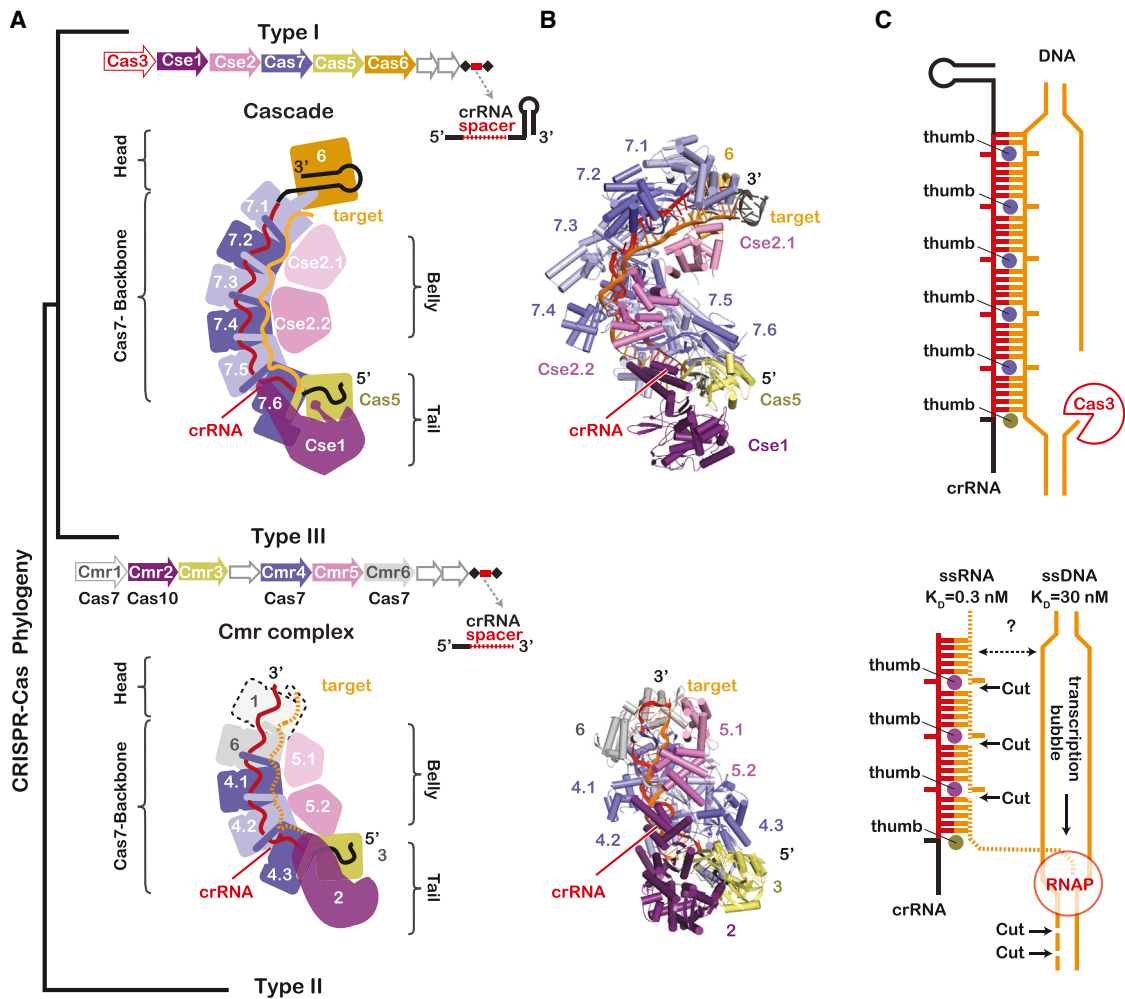 A
Type I
Cas3 Cse1 Cse2 Cas7 Cas5 Cas6
crRNA
spacer
5’ 3’
Cascade
Head
Cas7- Backbone
Belly
Tail
6
3’
target
7.1
7.2
7.3
7.4
7.5
7.6
Cse2.1
Cse2.2
5’
Cas5
crRNA
Cse1
CRISPR-Cas Phylogeny
Type III
Cmr1 Cmr2 Cmr3 Cmr4 Cmr5 Cmr6
Cas7 Cas10 Cas7 Cas7
crRNA
spacer
5’ 3’
Cmr complex
Head
Cas7-Backbone
Belly
Tail
3’
target
1
6
5.1
4.1
5.2
4.2
5’
3
4.3
crRNA
2
Type II
B
7.1
6
7.2
3’
target
7.3
Cse2.1
7.5
7.4
7.6
Cse2.2
5’
Cas5
crRNA
Cse1
3’
target
6
5.1
5.2
4.1
4.3
4.2
5’
crRNA
3
2
C
DNA
thumb
thumb
thumb
thumb
thumb
thumb
Cas3
crRNA
ssRNA ssDNA
KD=0.3 nM KD=30 nM
?
thumb
Cut
thumb
Cut
thumb
Cut
thumb
transcription
bubble
RNAP
crRNA
Cut
Cut